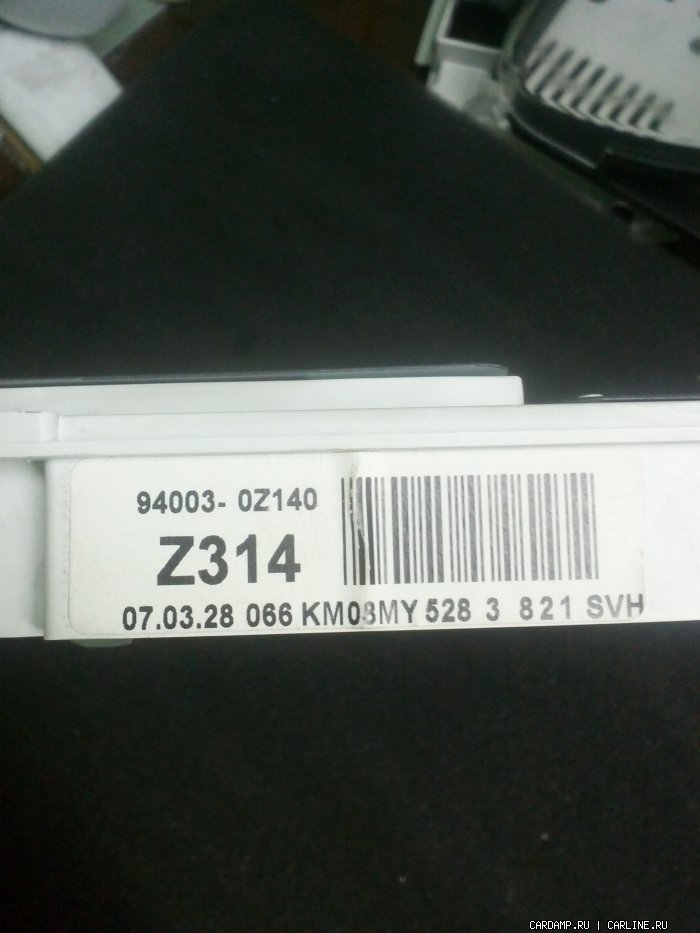 94003- 0Z140
Z314
07.03.28 066 KM08MY 528 3 821 SVH
CARDAMP.RU | CARLINE.RU